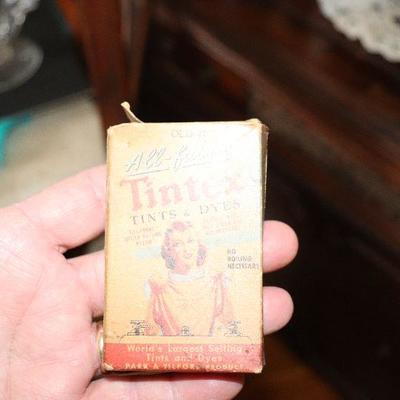 All-fabric
Tintex
TINTS & DYES
NO
BOILING
NECESSARY
World's Largest Selling
Tints and Dyes
PARK & TILFORD PRODUCT